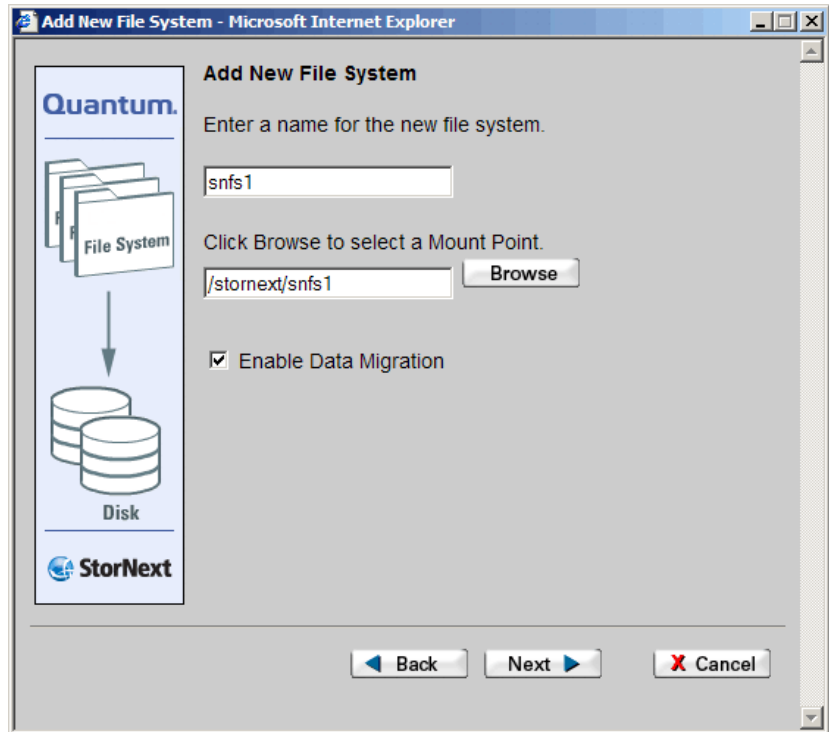 Add New File System - Microsoft Internet Explorer
Quantum.
File System
Disk
StorNext
Add New File System
Enter a name for the new file system.
snfs1
Click Browse to select a Mount Point.
/stornext/snfs1
Browse
Enable Data Migration
Back
Next
X Cancel